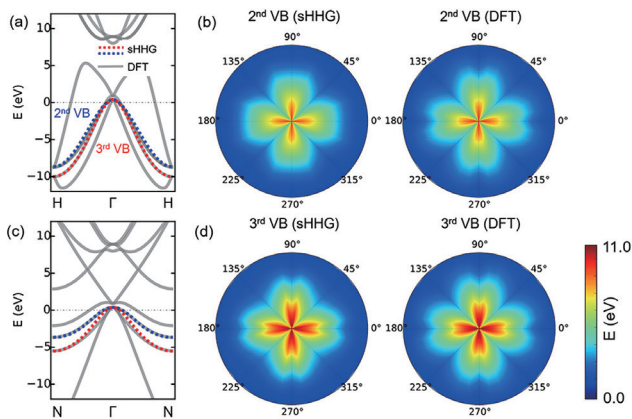 (a)
10
5
0
-5
-10
E (eV)
sHHG
DFT
2nd VB
3rd VB
H Γ H
(b)
2nd VB (sHHG)
90°
135° 45°
180° 0°
225° 315°
270°
2nd VB (DFT)
90°
135° 45°
180° 0°
225° 315°
270°
(c)
10
5
0
-5
-10
E (eV)
N Γ N
(d)
3rd VB (sHHG)
90°
135° 45°
180° 0°
225° 315°
270°
3rd VB (DFT)
90°
135° 45°
180° 0°
225° 315°
270°
11.0
E (eV)
0.0